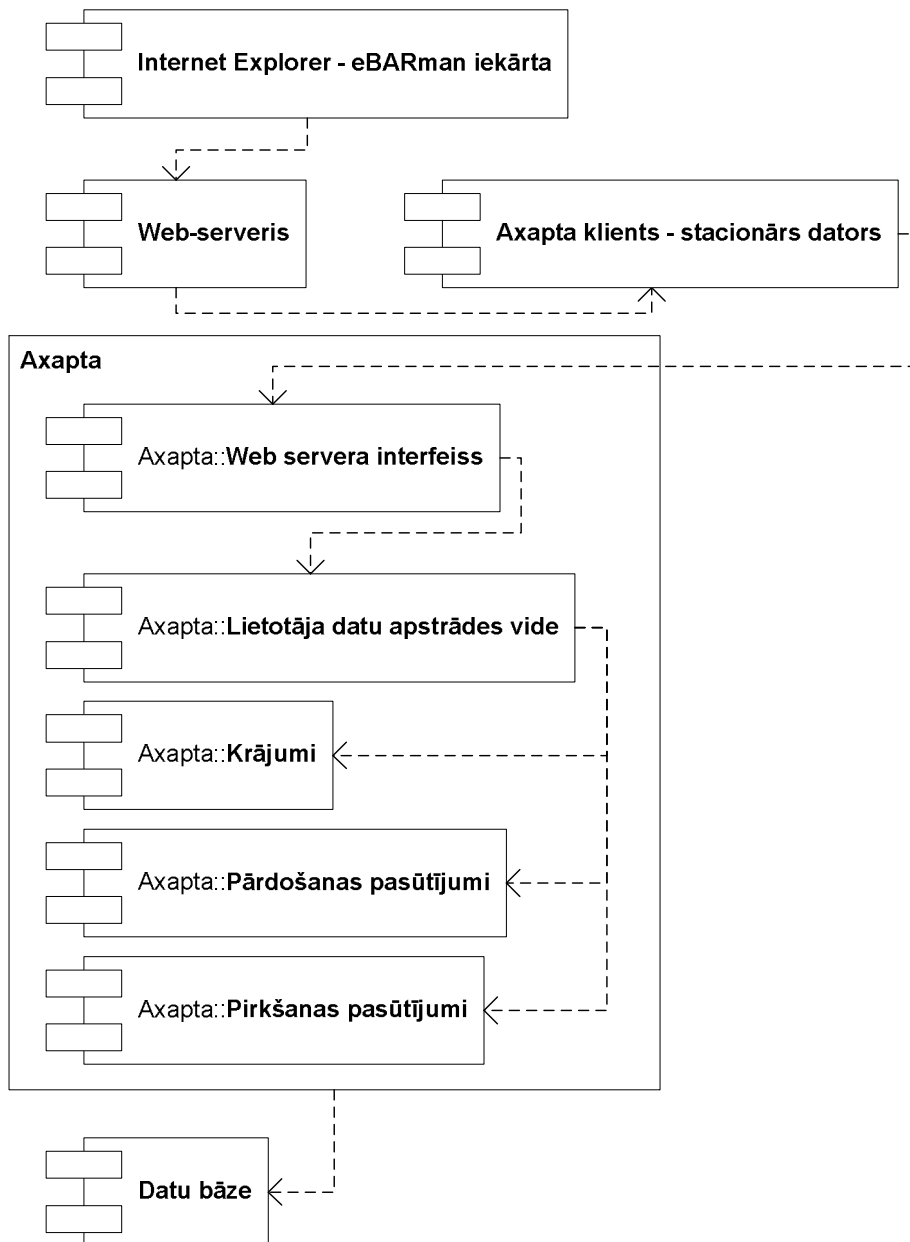 Internet Explorer - eBARman iekārta
Web-serveris
Axapta klients - stacionārs dators
Axapta
Axapta::Web servera interfeiss
Axapta::Lietotāja datu apstrādes vide
Axapta::Krājumi
Axapta::Pārdošanas pasūtījumi
Axapta::Pirkšanas pasūtījumi
Datu bāze